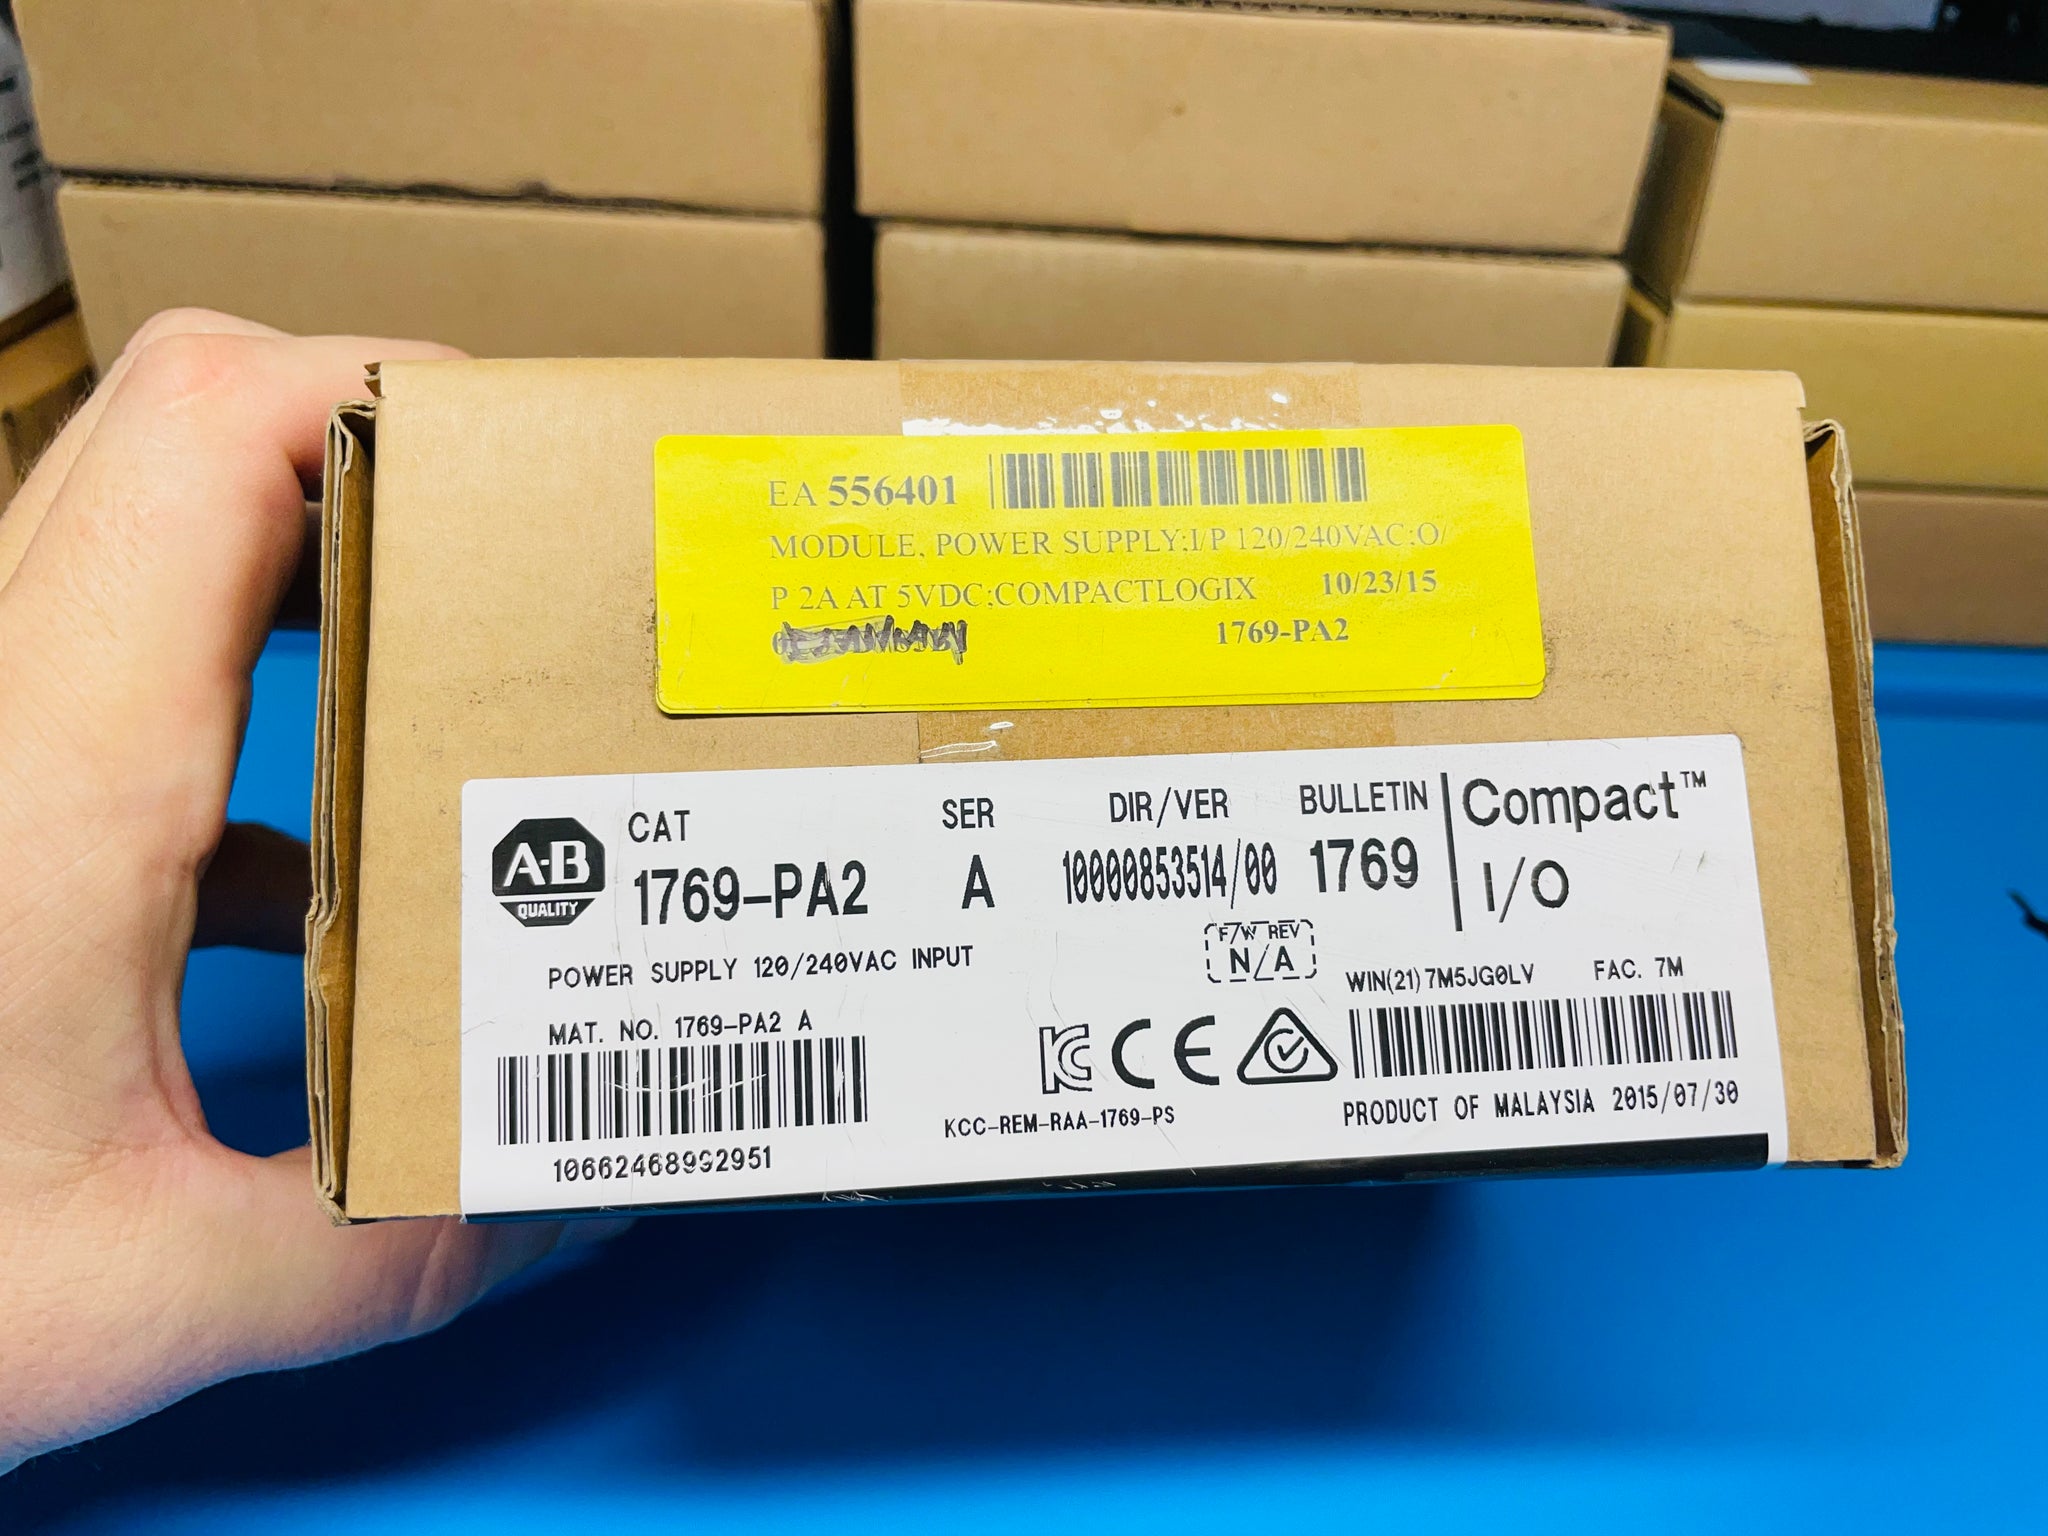 EA 556401
MODULE, POWER SUPPLY;I/P 120/240VAC;O/
P 2A AT 5VDC;COMPACTLOGIX 10/23/15
1769-PA2
A-B
QUALITY
CAT
1769-PA2
SER
A
DIR/VER
10000853514/00
BULLETIN
1769
Compact™
I/O
F/W REV
N/A
POWER SUPPLY 120/240VAC INPUT
WIN(21) 7M5JG0LV FAC. 7M
MAT. NO. 1769-PA2 A
10662468992951
KC CE
KCC-REM-RAA-1769-PS
PRODUCT OF MALAYSIA 2015/07/30